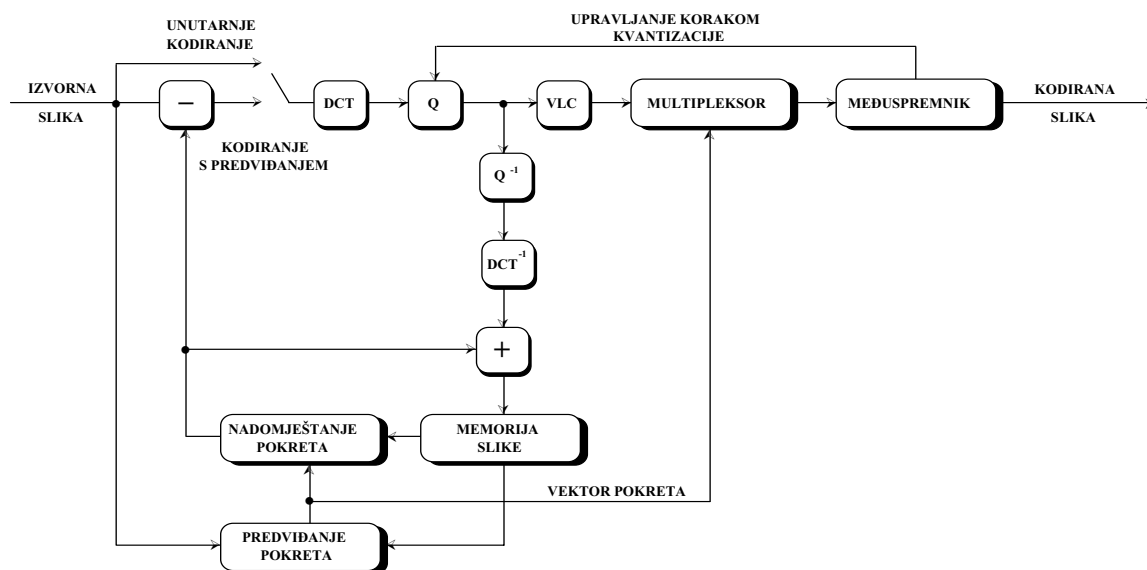 UNUTARNJE
KODIRANJE
UPRAVLJANJE KORAKOM
KVANTIZACIJE
IZVORNA
SLIKA
−
DCT
Q
VLC
MULTIPLEKSOR
MEĐUSPREMNIK
KODIRANA
SLIKA
KODIRANJE
S PREDVIĐANJEM
Q -1
DCT -1
+
NADOMJEŠTANJE
POKRETA
MEMORIJA
SLIKE
VEKTOR POKRETA
PREDVIĐANJE
POKRETA